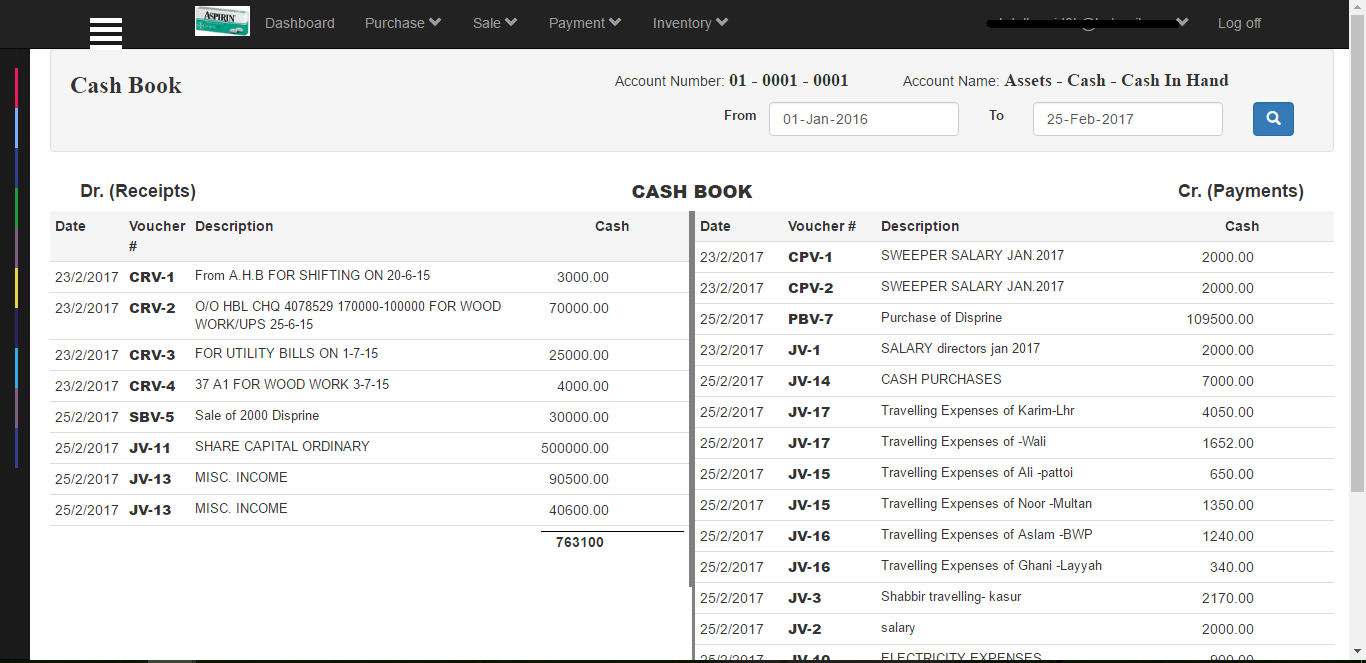 ASPIRIN Dashboard Purchase Sale Payment Inventory Log off
Cash Book Account Number: 01 - 0001 - 0001 Account Name: Assets - Cash - Cash In Hand
From 01-Jan-2016 To 25-Feb-2017
Dr. (Receipts) CASH BOOK Cr. (Payments)
Date Voucher # Description Cash
23/2/2017 CRV-1 From A.H.B FOR SHIFTING ON 20-6-15 3000.00
23/2/2017 CRV-2 O/O HBL CHQ 4078529 170000-100000 FOR WOOD 70000.00
WORK/UPS 25-6-15
23/2/2017 CRV-3 FOR UTILITY BILLS ON 1-7-15 25000.00
23/2/2017 CRV-4 37 A1 FOR WOOD WORK 3-7-15 4000.00
25/2/2017 SBV-5 Sale of 2000 Disprine 30000.00
25/2/2017 JV-11 SHARE CAPITAL ORDINARY 500000.00
25/2/2017 JV-13 MISC. INCOME 90500.00
25/2/2017 JV-13 MISC. INCOME 40600.00
763100
Date Voucher # Description Cash
23/2/2017 CPV-1 SWEEPER SALARY JAN.2017 2000.00
23/2/2017 CPV-2 SWEEPER SALARY JAN.2017 2000.00
25/2/2017 PBV-7 Purchase of Disprine 109500.00
23/2/2017 JV-1 SALARY directors jan 2017 2000.00
25/2/2017 JV-14 CASH PURCHASES 7000.00
25/2/2017 JV-17 Travelling Expenses of Karim-Lhr 4050.00
25/2/2017 JV-17 Travelling Expenses of -Wali 1652.00
25/2/2017 JV-15 Travelling Expenses of Ali -pattoi 650.00
25/2/2017 JV-15 Travelling Expenses of Noor -Multan 1350.00
25/2/2017 JV-16 Travelling Expenses of Aslam -BWP 1240.00
25/2/2017 JV-16 Travelling Expenses of Ghani -Layyah 340.00
25/2/2017 JV-3 Shabbir travelling- kasur 2170.00
25/2/2017 JV-2 salary 2000.00
25/2/2017 JV-10 ELECTRICITY EXPENSES 900.00